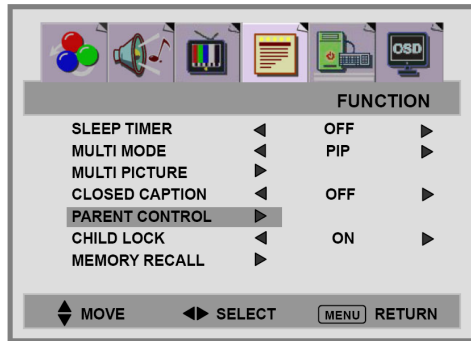 OSD
FUNCTION
SLEEP TIMER OFF
MULTI MODE PIP
MULTI PICTURE
CLOSED CAPTION OFF
PARENT CONTROL
CHILD LOCK ON
MEMORY RECALL
MOVE SELECT MENU RETURN